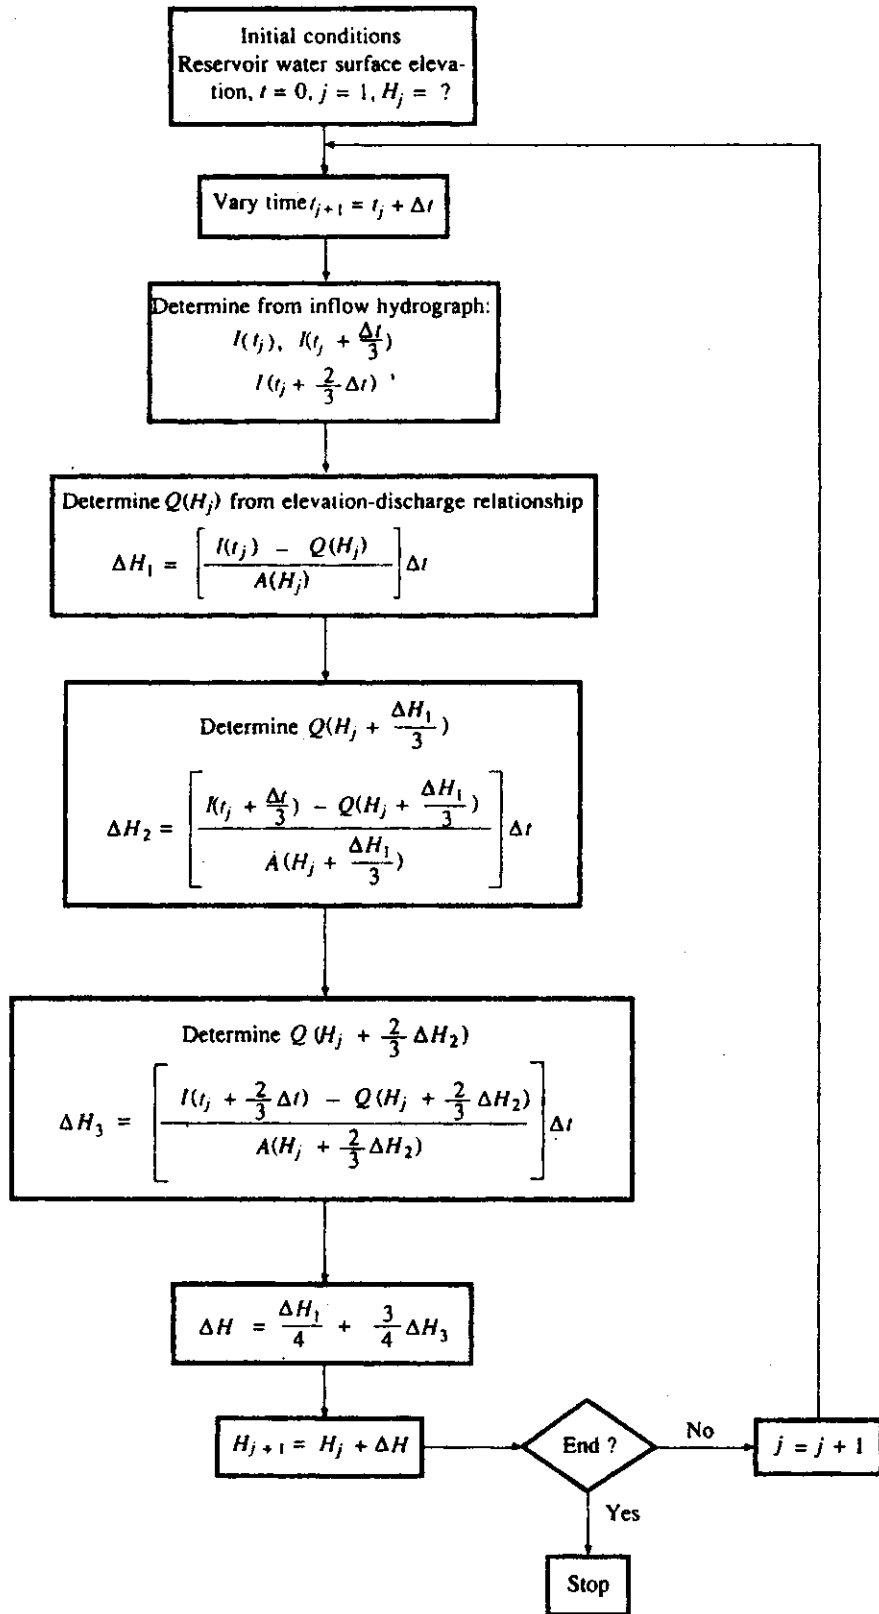 Initial conditions
Reservoir water surface eleva-
tion, t = 0, j = 1, H_j = ?
Vary time t_{j+1} = t_j + Δt
Determine from inflow hydrograph:
I(t_j), I(t_j + Δt/3)
I(t_j + 2/3 Δt)
Determine Q(H_j) from elevation-discharge relationship
ΔH_1 = [(I(t_j) - Q(H_j)) / A(H_j)] Δt
Determine Q(H_j + ΔH_1/3)
ΔH_2 = [(I(t_j + Δt/3) - Q(H_j + ΔH_1/3)) / A(H_j + ΔH_1/3)] Δt
Determine Q(H_j + 2/3 ΔH_2)
ΔH_3 = [(I(t_j + 2/3 Δt) - Q(H_j + 2/3 ΔH_2)) / A(H_j + 2/3 ΔH_2)] Δt
ΔH = ΔH_1/4 + 3/4 ΔH_3
H_{j+1} = H_j + ΔH
End ?
No
j = j + 1
Yes
Stop